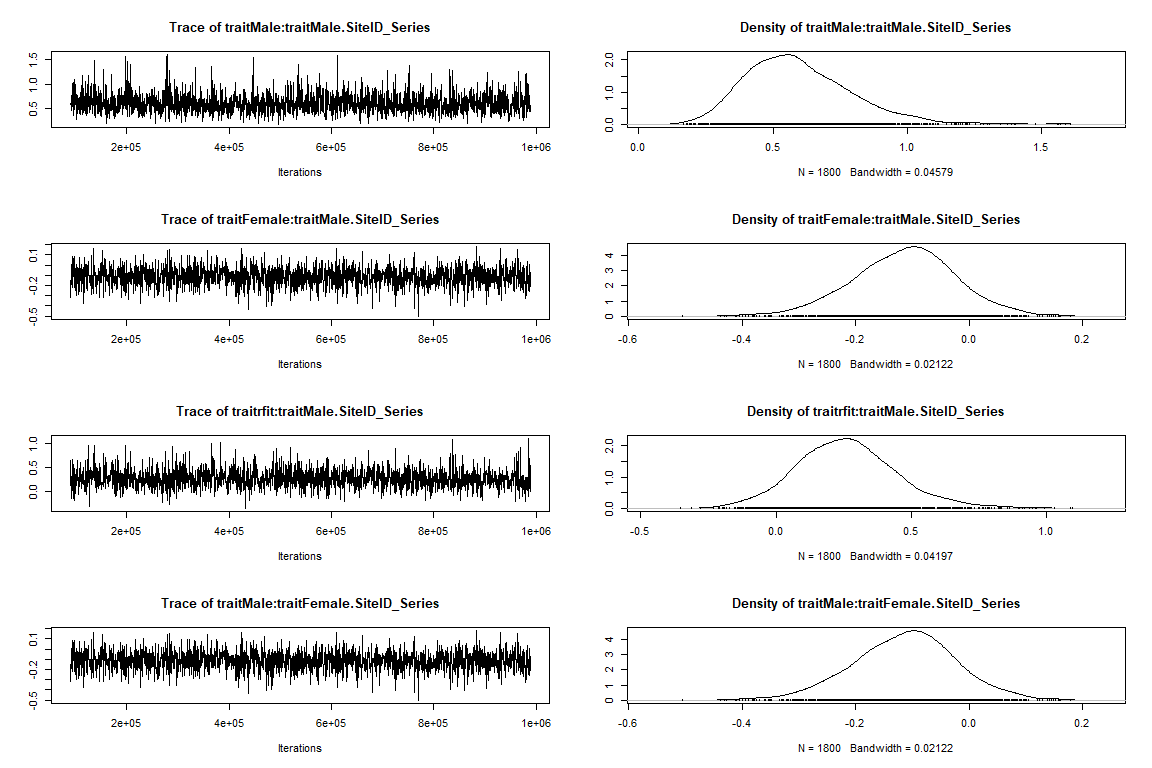 Trace of traitMale:traitMale.SiteID_Series
1.5
1.0
0.5
2e+05 4e+05 6e+05 8e+05 1e+06
Iterations
Density of traitMale:traitMale.SiteID_Series
2.0
1.0
0.0
0.0 0.5 1.0 1.5
N = 1800 Bandwidth = 0.04579
Trace of traitFemale:traitMale.SiteID_Series
0.1
-0.2
-0.5
2e+05 4e+05 6e+05 8e+05 1e+06
Iterations
Density of traitFemale:traitMale.SiteID_Series
4
3
2
1
0
-0.6 -0.4 -0.2 0.0 0.2
N = 1800 Bandwidth = 0.02122
Trace of traitrfit:traitMale.SiteID_Series
1.0
0.5
0.0
2e+05 4e+05 6e+05 8e+05 1e+06
Iterations
Density of traitrfit:traitMale.SiteID_Series
2.0
1.0
0.0
-0.5 0.0 0.5 1.0
N = 1800 Bandwidth = 0.04197
Trace of traitMale:traitFemale.SiteID_Series
0.1
-0.2
-0.5
2e+05 4e+05 6e+05 8e+05 1e+06
Iterations
Density of traitMale:traitFemale.SiteID_Series
4
3
2
1
0
-0.6 -0.4 -0.2 0.0 0.2
N = 1800 Bandwidth = 0.02122